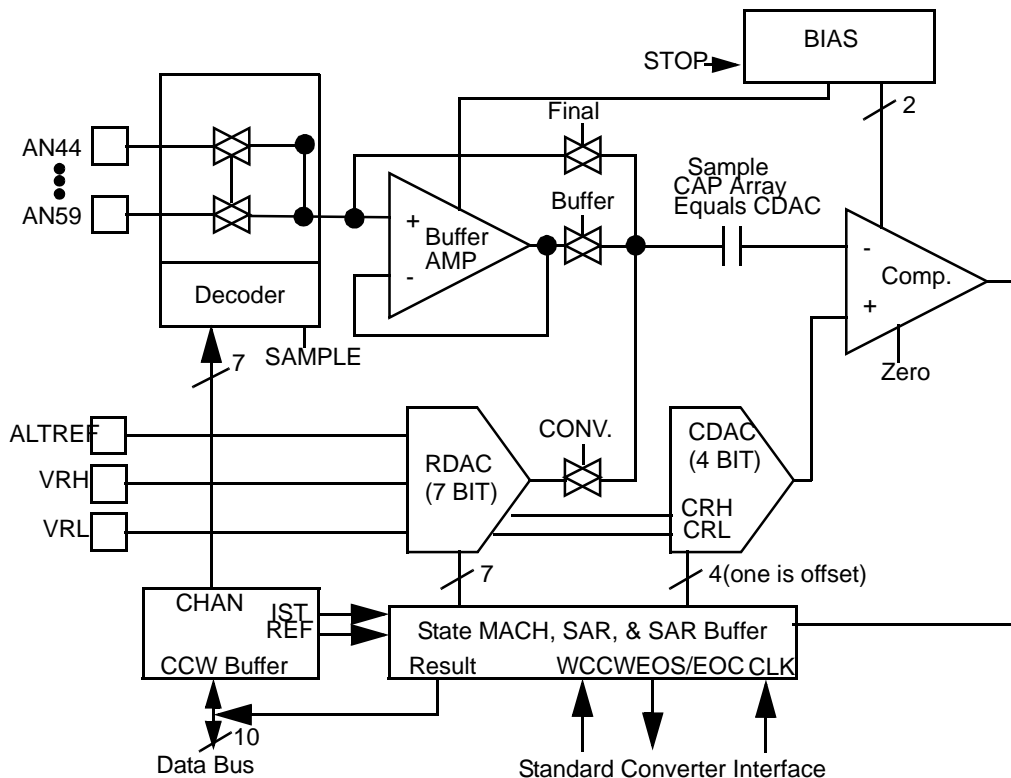 BIAS
STOP
2
Final
AN44
AN59
Sample
CAP Array
Equals CDAC
Buffer
+
Buffer
AMP
-
-
Comp.
+
Decoder
SAMPLE
7
Zero
ALTREF
CONV.
CDAC
(4 BIT)
RDAC
(7 BIT)
VRH
CRH
CRL
VRL
7
4(one is offset)
CHAN
IST
REF
State MACH, SAR, & SAR Buffer
CCW Buffer
Result
WCCWEOS/EOC CLK
10
Data Bus
Standard Converter Interface